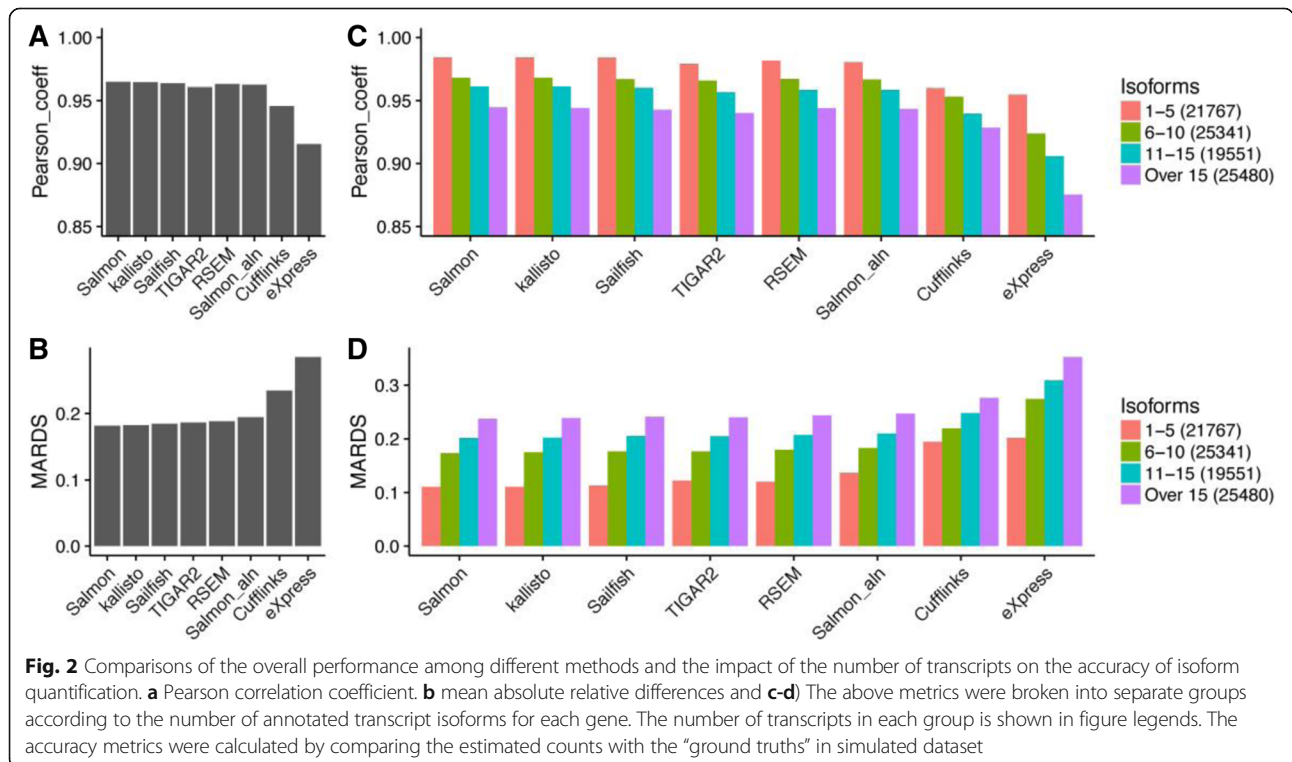 A
Pearson_coeff
1.00
0.95
0.90
0.85
Salmon
kallisto
Sailfish
TIGAR2
RSEM
Salmon_aln
Cufflinks
eXpress
C
Pearson_coeff
1.00
0.95
0.90
0.85
Salmon
kallisto
Sailfish
TIGAR2
RSEM
Salmon_aln
Cufflinks
eXpress
Isoforms
1–5 (21767)
6–10 (25341)
11–15 (19551)
Over 15 (25480)
B
MARDS
0.2
0.1
0.0
Salmon
kallisto
Sailfish
TIGAR2
RSEM
Salmon_aln
Cufflinks
eXpress
D
MARDS
0.3
0.2
0.1
0.0
Salmon
kallisto
Sailfish
TIGAR2
RSEM
Salmon_aln
Cufflinks
eXpress
Isoforms
1–5 (21767)
6–10 (25341)
11–15 (19551)
Over 15 (25480)
Fig. 2 Comparisons of the overall performance among different methods and the impact of the number of transcripts on the accuracy of isoform
quantification. a Pearson correlation coefficient. b mean absolute relative differences and c-d) The above metrics were broken into separate groups
according to the number of annotated transcript isoforms for each gene. The number of transcripts in each group is shown in figure legends. The
accuracy metrics were calculated by comparing the estimated counts with the “ground truths” in simulated dataset